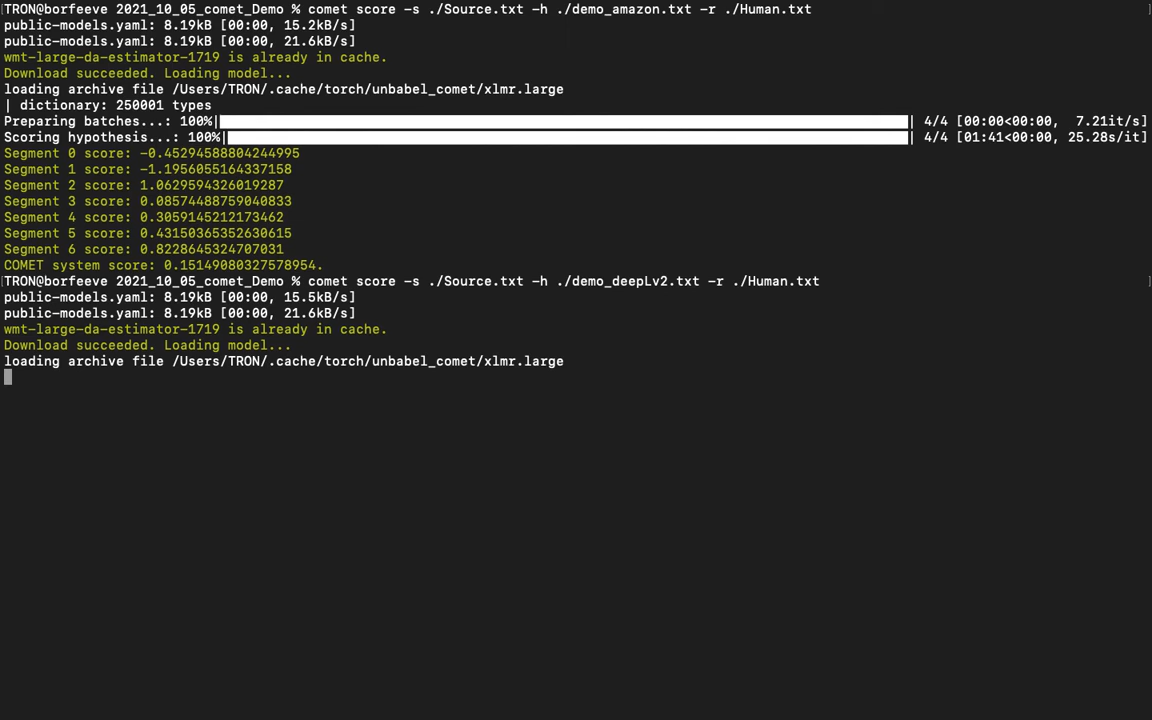 TRON@borfeeve 2021_10_05_comet_Demo % comet score -s ./Source.txt -h ./demo_amazon.txt -r ./Human.txt
public-models.yaml: 8.19kB [00:00, 15.2kB/s]
public-models.yaml: 8.19kB [00:00, 21.6kB/s]
wmt-large-da-estimator-1719 is already in cache.
Download succeeded. Loading model...
loading archive file /Users/TRON/.cache/torch/unbabel_comet/xlmr.large
| dictionary: 250001 types
Preparing batches...: 100%| | 4/4 [00:00<00:00, 7.21it/s]
Scoring hypothesis...: 100%| | 4/4 [01:41<00:00, 25.28s/it]
Segment 0 score: -0.45294588804244995
Segment 1 score: -1.1956055164337158
Segment 2 score: 1.0629594326019287
Segment 3 score: 0.08574488759040833
Segment 4 score: 0.3059145212173462
Segment 5 score: 0.43150365352630615
Segment 6 score: 0.8228645324707031
COMET system score: 0.15149080327578954.
TRON@borfeeve 2021_10_05_comet_Demo % comet score -s ./Source.txt -h ./demo_deepLv2.txt -r ./Human.txt
public-models.yaml: 8.19kB [00:00, 15.5kB/s]
public-models.yaml: 8.19kB [00:00, 21.6kB/s]
wmt-large-da-estimator-1719 is already in cache.
Download succeeded. Loading model...
loading archive file /Users/TRON/.cache/torch/unbabel_comet/xlmr.large